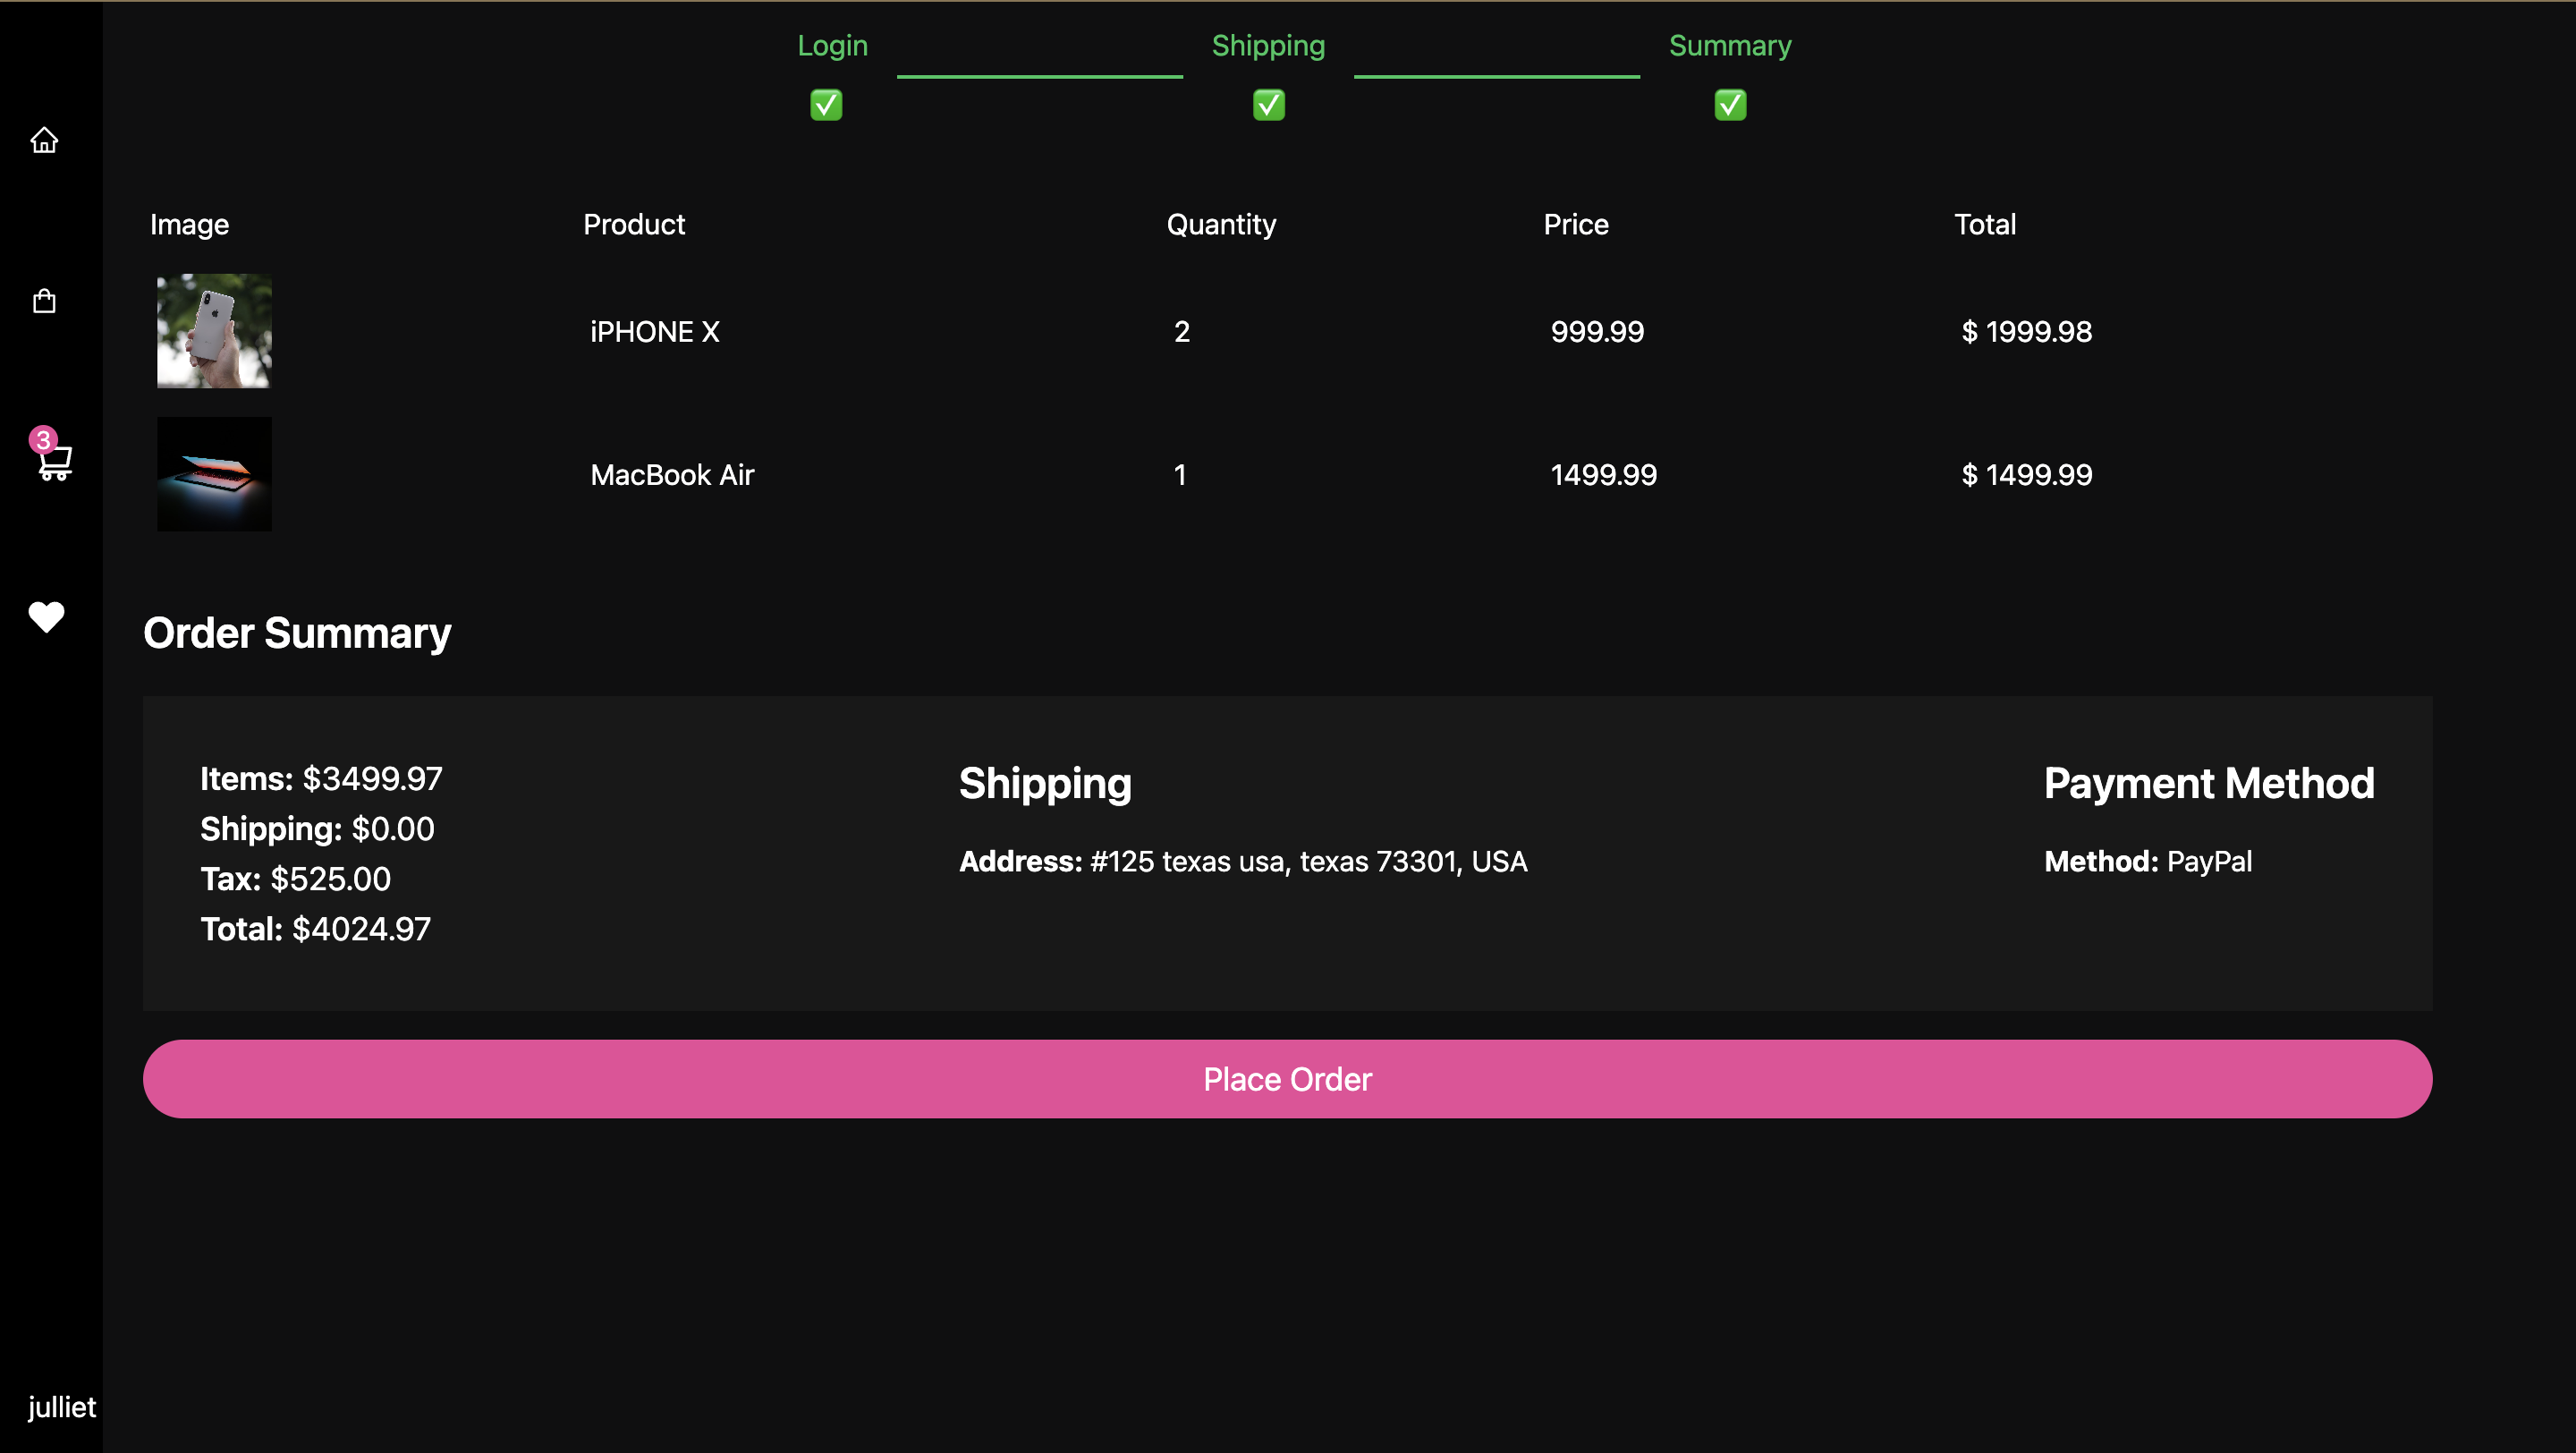 Login Shipping Summary
Image Product Quantity Price Total
iPHONE X 2 999.99 $ 1999.98
3
MacBook Air 1 1499.99 $ 1499.99
Order Summary
Items: $3499.97
Shipping: $0.00
Tax: $525.00
Total: $4024.97
Shipping
Address: #125 texas usa, texas 73301, USA
Payment Method
Method: PayPal
Place Order
julliet